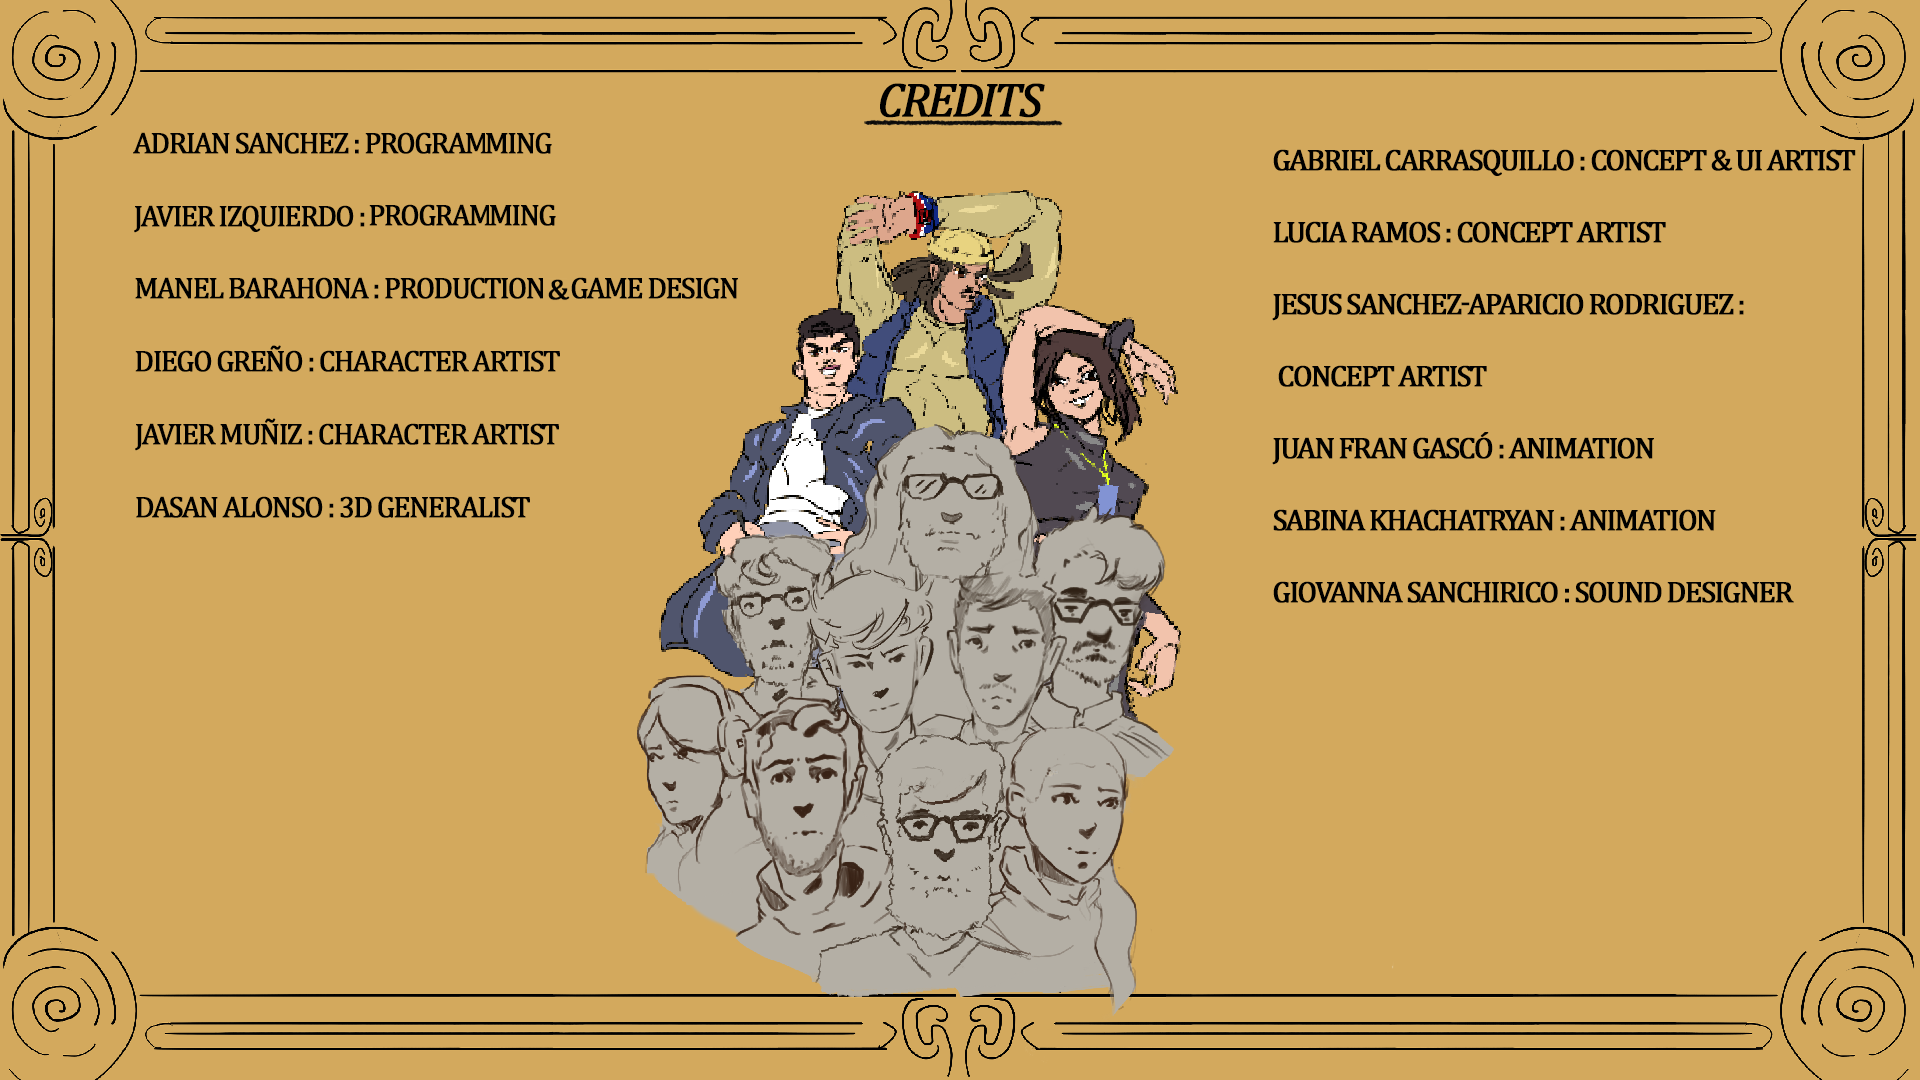 CREDITS
ADRIAN SANCHEZ : PROGRAMMING
JAVIER IZQUIERDO : PROGRAMMING
MANEL BARAHONA : PRODUCTION & GAME DESIGN
DIEGO GREÑO : CHARACTER ARTIST
JAVIER MUÑIZ : CHARACTER ARTIST
DASAN ALONSO : 3D GENERALIST
GABRIEL CARRASQUILLO : CONCEPT & UI ARTIST
LUCIA RAMOS : CONCEPT ARTIST
JESUS SANCHEZ-APARICIO RODRIGUEZ :
CONCEPT ARTIST
JUAN FRAN GASCÓ : ANIMATION
SABINA KHACHATRYAN : ANIMATION
GIOVANNA SANCHIRICO : SOUND DESIGNER